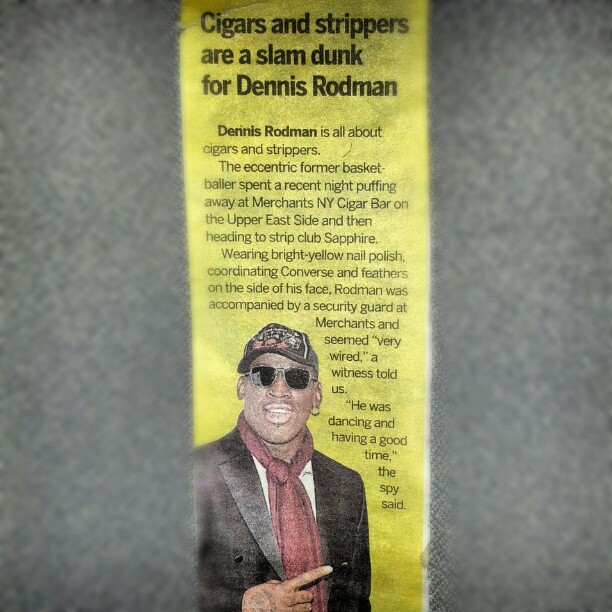 Cigars and strippers
are a slam dunk
for Dennis Rodman
Dennis Rodman is all about
cigars and strippers.
The eccentric former basket-
baller spent a recent night puffing
away at Merchants NY Cigar Bar on
the Upper East Side and then
heading to strip club Sapphire.
Wearing bright-yellow nail polish,
coordinating Converse and feathers
on the side of his face, Rodman was
accompanied by a security guard at
Merchants and
seemed “very
wired,” a
witness told
us.
“He was
dancing and
having a good
time,”
the
spy
said.